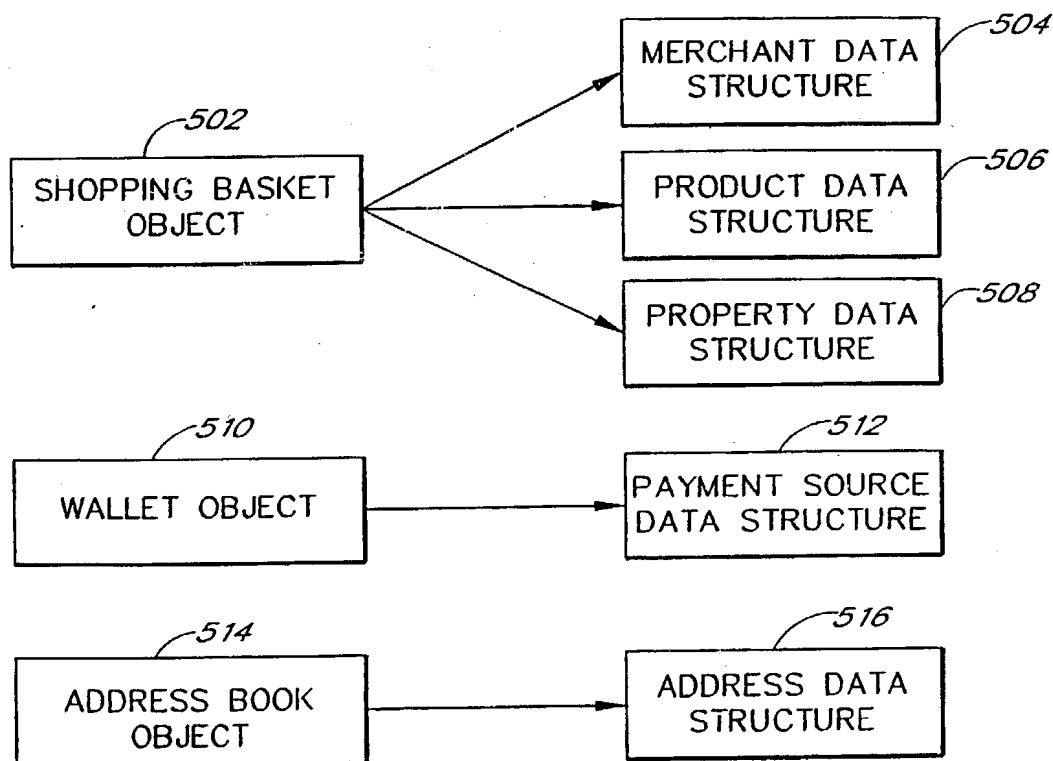 504
MERCHANT DATA
STRUCTURE
502
SHOPPING BASKET
OBJECT
506
PRODUCT DATA
STRUCTURE
508
PROPERTY DATA
STRUCTURE
510
WALLET OBJECT
512
PAYMENT SOURCE
DATA STRUCTURE
514
ADDRESS BOOK
OBJECT
516
ADDRESS DATA
STRUCTURE